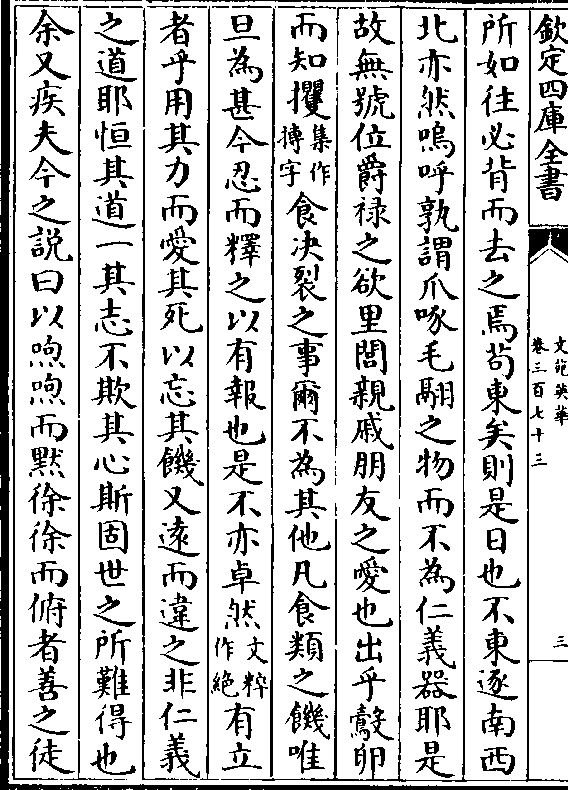 欽定四庫全書
文苑英華
卷三百七十三
三
所如往必背而去之焉苟東矣則是日也不東逐南西
北亦然嗚呼孰謂爪啄毛翮之物而不為仁義器耶是
故無號位爵禄之欲里閭親戚朋友之愛也出乎鷇卵
而知攫集作摶字食决裂之事爾不為其他凡食類之饑唯
旦為甚今忍而釋之以有報也是不亦卓然文粹作絶有立
者乎用其力而愛其死以忘其饑又遠而違之非仁義
之道耶恒其道一其志不欺其心斯固世之所難得也
余又疾夫今之説曰以喣喣而黙徐徐而俯者善之徒